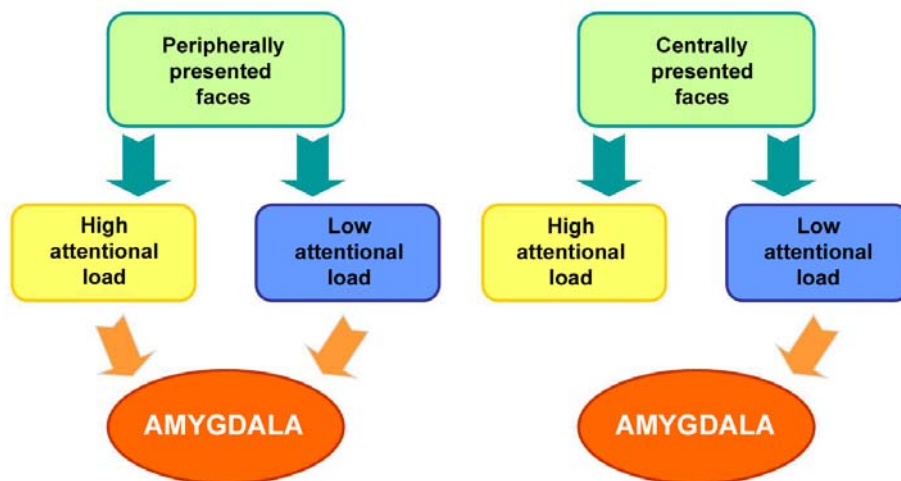 Peripherally
presented
faces
Centrally
presented
faces
High
attentional
load
Low
attentional
load
High
attentional
load
Low
attentional
load
AMYGDALA
AMYGDALA